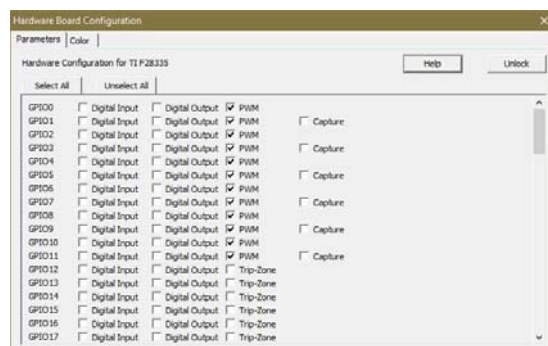 Hardware Board Configuration
Parameters Color
Hardware Configuration for TI F28335 Help Unlock
Select All Unselect All
GPIO0 Digital Input Digital Output PWM
GPIO1 Digital Input Digital Output PWM Capture
GPIO2 Digital Input Digital Output PWM
GPIO3 Digital Input Digital Output PWM Capture
GPIO4 Digital Input Digital Output PWM
GPIO5 Digital Input Digital Output PWM Capture
GPIO6 Digital Input Digital Output PWM
GPIO7 Digital Input Digital Output PWM Capture
GPIO8 Digital Input Digital Output PWM
GPIO9 Digital Input Digital Output PWM Capture
GPIO10 Digital Input Digital Output PWM
GPIO11 Digital Input Digital Output PWM Capture
GPIO12 Digital Input Digital Output Trip-Zone
GPIO13 Digital Input Digital Output Trip-Zone
GPIO14 Digital Input Digital Output Trip-Zone
GPIO15 Digital Input Digital Output Trip-Zone
GPIO16 Digital Input Digital Output Trip-Zone
GPIO17 Digital Input Digital Output Trip-Zone